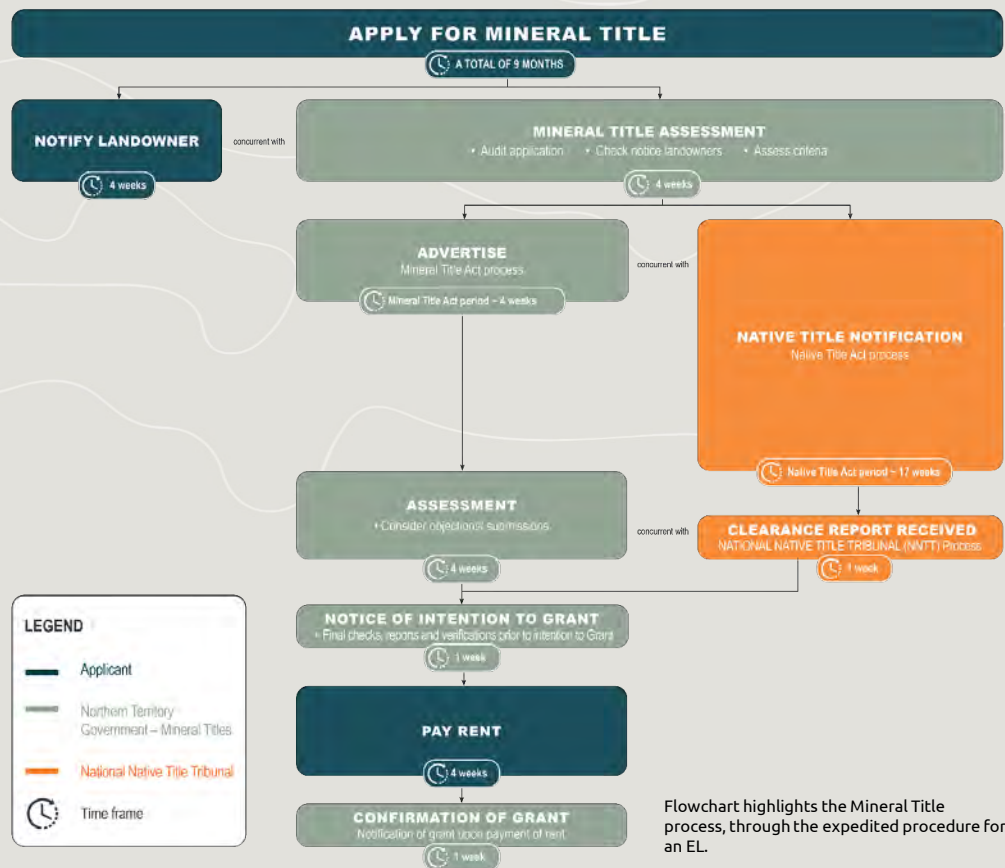 APPLY FOR MINERAL TITLE
A TOTAL OF 9 MONTHS
NOTIFY LANDOWNER
4 weeks
concurrent with
MINERAL TITLE ASSESSMENT
• Audit application • Check notice landowners • Assess criteria
4 weeks
ADVERTISE
Mineral Title Act process
Mineral Title Act period – 4 weeks
concurrent with
NATIVE TITLE NOTIFICATION
Native Title Act process
Native Title Act period – 17 weeks
ASSESSMENT
• Consider objections/ submissions
4 weeks
concurrent with
CLEARANCE REPORT RECEIVED
NATIONAL NATIVE TITLE TRIBUNAL (NNTT) Process
1 week
NOTICE OF INTENTION TO GRANT
• Final checks, reports and verifications prior to intention to Grant
1 week
PAY RENT
4 weeks
CONFIRMATION OF GRANT
Notification of grant upon payment of rent
1 week
LEGEND
Applicant
Northern Territory
Government – Mineral Titles
National Native Title Tribunal
Time frame
Flowchart highlights the Mineral Title
process, through the expedited procedure for
an EL.